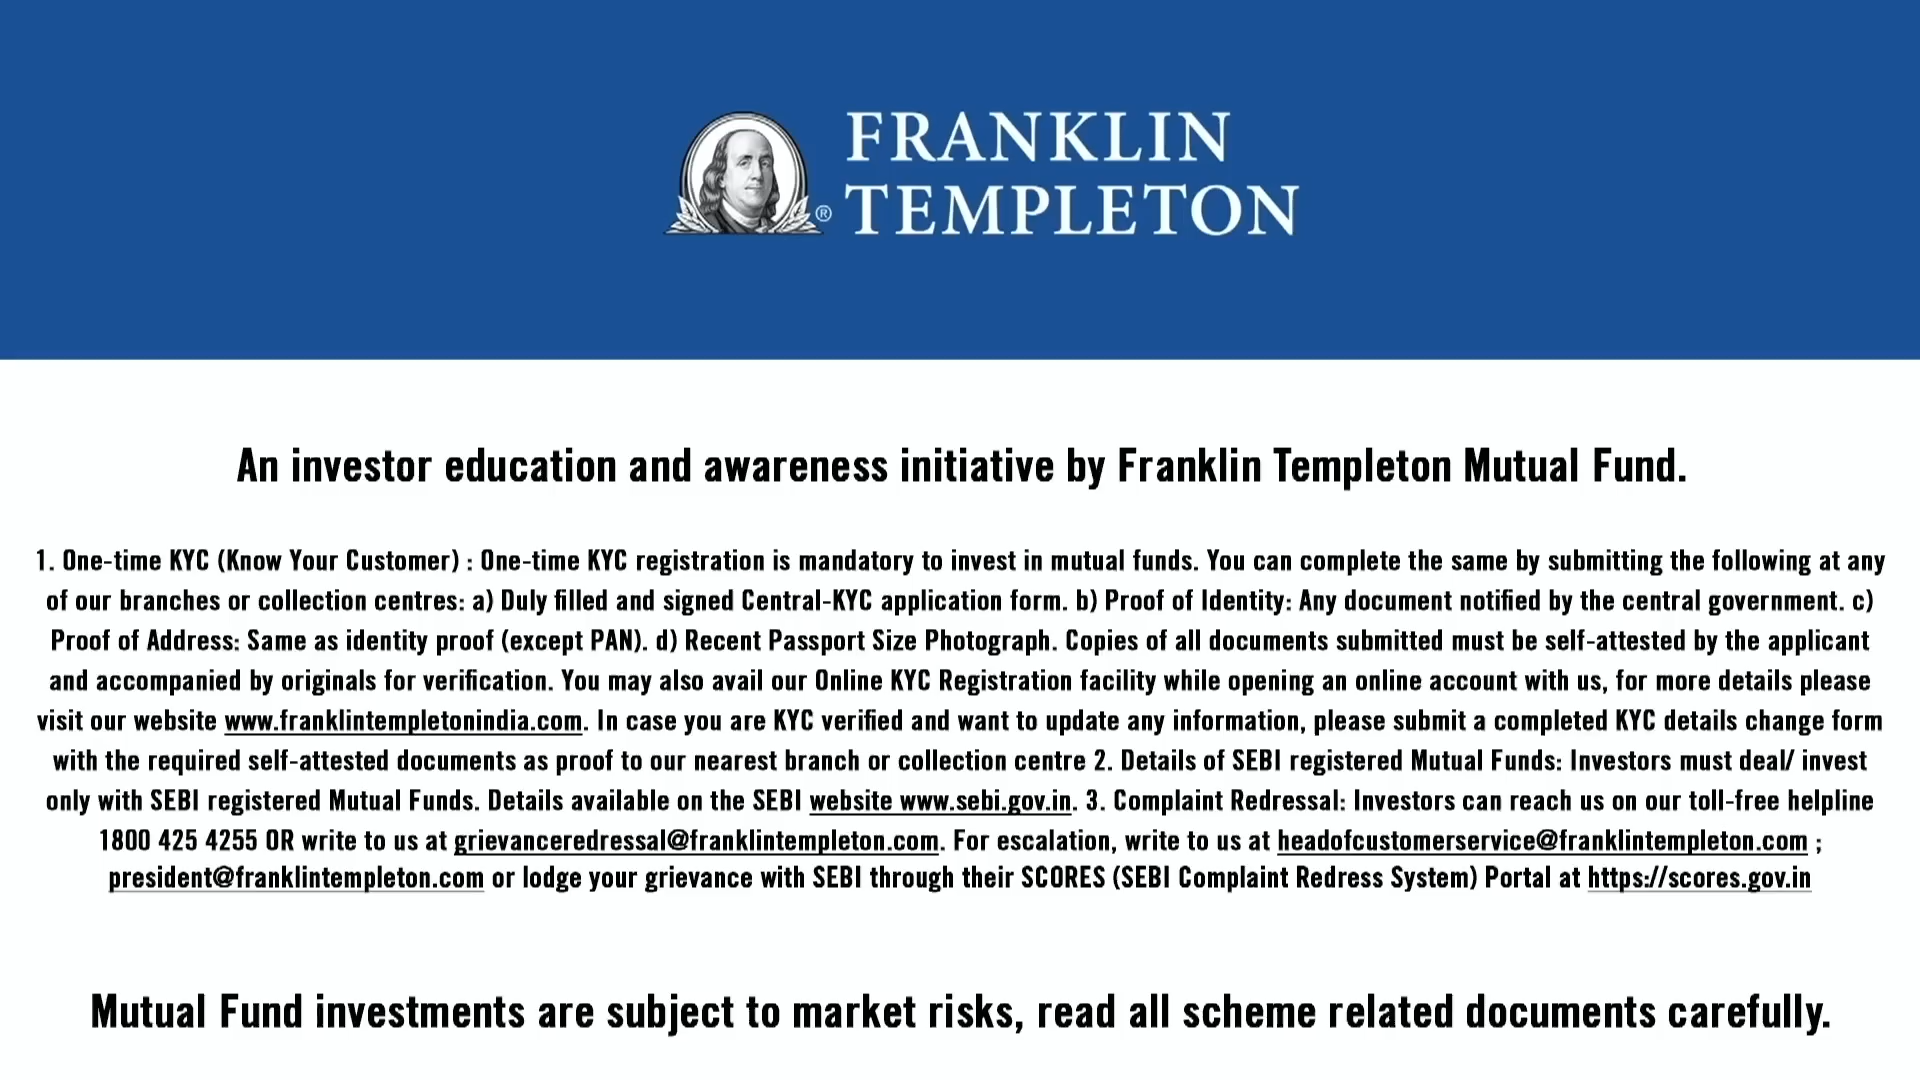 FRANKLIN
TEMPLETON
®
An investor education and awareness initiative by Franklin Templeton Mutual Fund.
1. One-time KYC (Know Your Customer) : One-time KYC registration is mandatory to invest in mutual funds. You can complete the same by submitting the following at any
of our branches or collection centres: a) Duly filled and signed Central-KYC application form. b) Proof of Identity: Any document notified by the central government. c)
Proof of Address: Same as identity proof (except PAN). d) Recent Passport Size Photograph. Copies of all documents submitted must be self-attested by the applicant
and accompanied by originals for verification. You may also avail our Online KYC Registration facility while opening an online account with us, for more details please
visit our website www.franklintempletonindia.com. In case you are KYC verified and want to update any information, please submit a completed KYC details change form
with the required self-attested documents as proof to our nearest branch or collection centre 2. Details of SEBI registered Mutual Funds: Investors must deal/ invest
only with SEBI registered Mutual Funds. Details available on the SEBI website www.sebi.gov.in. 3. Complaint Redressal: Investors can reach us on our toll-free helpline
1800 425 4255 OR write to us at grievanceredressal@franklintempleton.com. For escalation, write to us at headofcustomerservice@franklintempleton.com ;
president@franklintempleton.com or lodge your grievance with SEBI through their SCORES (SEBI Complaint Redress System) Portal at https://scores.gov.in
Mutual Fund investments are subject to market risks, read all scheme related documents carefully.